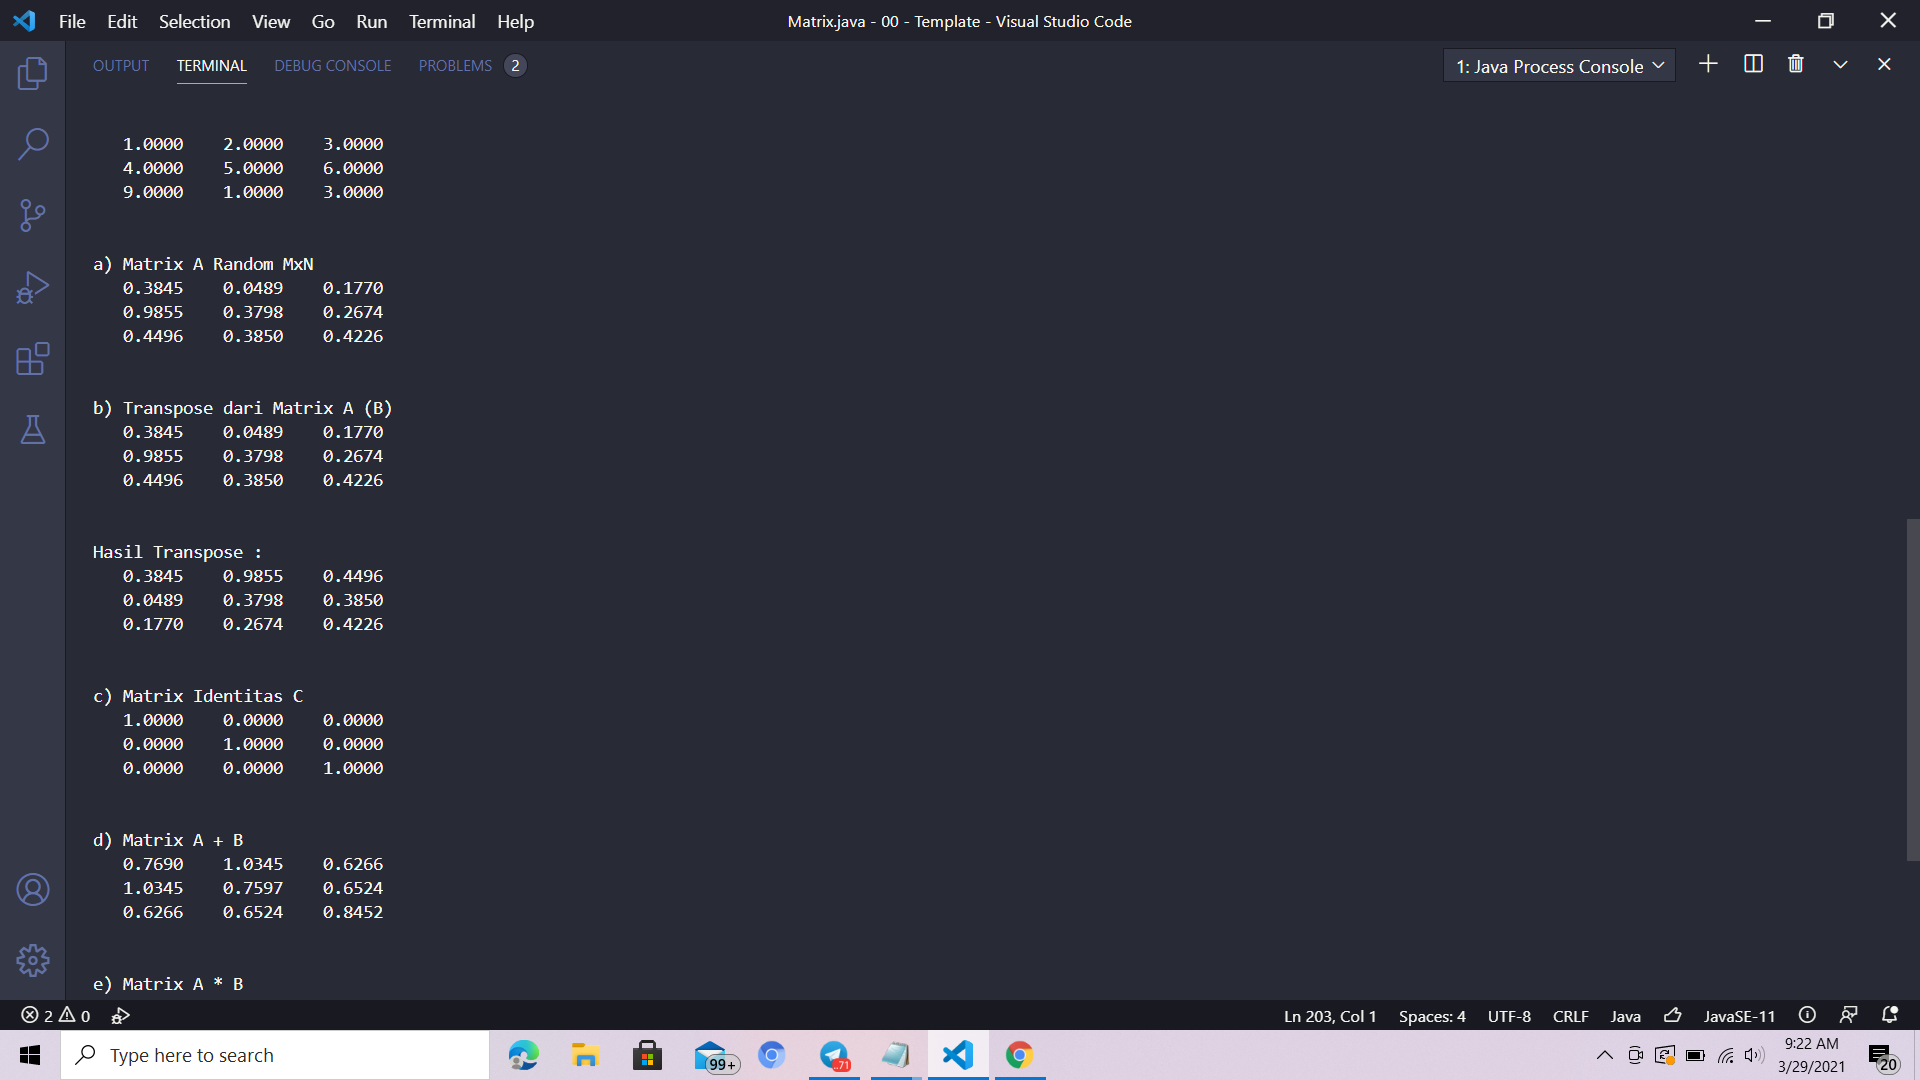 File Edit Selection View Go Run Terminal Help
Matrix.java - 00 - Template - Visual Studio Code
OUTPUT TERMINAL DEBUG CONSOLE PROBLEMS 2
1: Java Process Console
1.0000 2.0000 3.0000
4.0000 5.0000 6.0000
9.0000 1.0000 3.0000
a) Matrix A Random MxN
0.3845 0.0489 0.1770
0.9855 0.3798 0.2674
0.4496 0.3850 0.4226
b) Transpose dari Matrix A (B)
0.3845 0.0489 0.1770
0.9855 0.3798 0.2674
0.4496 0.3850 0.4226
Hasil Transpose :
0.3845 0.9855 0.4496
0.0489 0.3798 0.3850
0.1770 0.2674 0.4226
c) Matrix Identitas C
1.0000 0.0000 0.0000
0.0000 1.0000 0.0000
0.0000 0.0000 1.0000
d) Matrix A + B
0.7690 1.0345 0.6266
1.0345 0.7597 0.6524
0.6266 0.6524 0.8452
e) Matrix A * B
2 0
Ln 203, Col 1 Spaces: 4 UTF-8 CRLF Java JavaSE-11
Type here to search
99+
..71
9:22 AM
3/29/2021
20